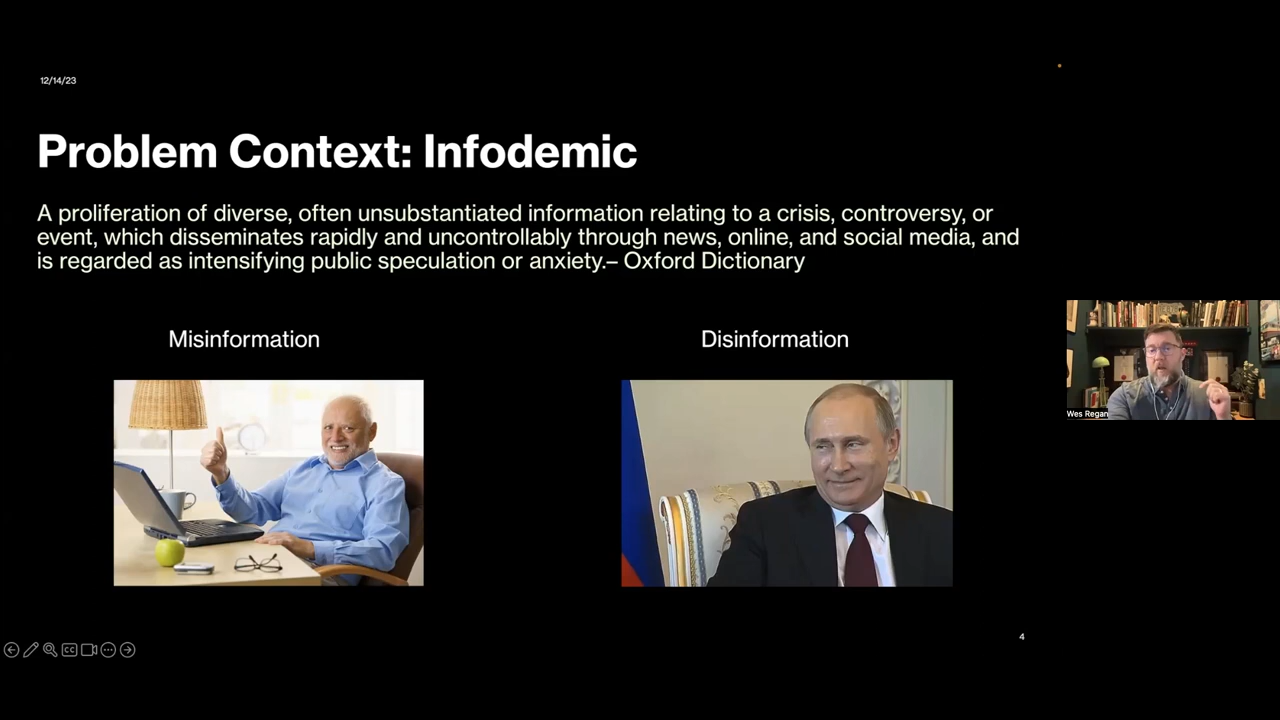 12/14/23
Problem Context: Infodemic
A proliferation of diverse, often unsubstantiated information relating to a crisis, controversy, or
event, which disseminates rapidly and uncontrollably through news, online, and social media, and
is regarded as intensifying public speculation or anxiety.– Oxford Dictionary
Misinformation
Disinformation
Wes Regan
CC
4